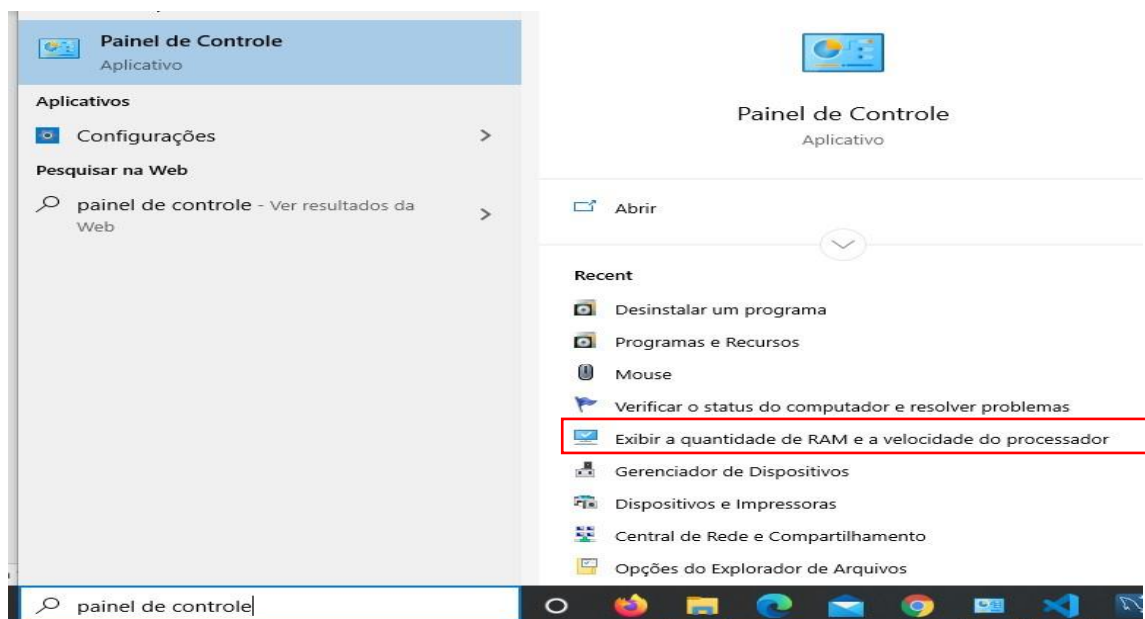 Painel de Controle
Aplicativo
Aplicativos
Configurações
Pesquisar na Web
painel de controle - Ver resultados da
Web
Painel de Controle
Aplicativo
Abrir
Recent
Desinstalar um programa
Programas e Recursos
Mouse
Verificar o status do computador e resolver problemas
Exibir a quantidade de RAM e a velocidade do processador
Gerenciador de Dispositivos
Dispositivos e Impressoras
Central de Rede e Compartilhamento
Opções do Explorador de Arquivos
painel de controle